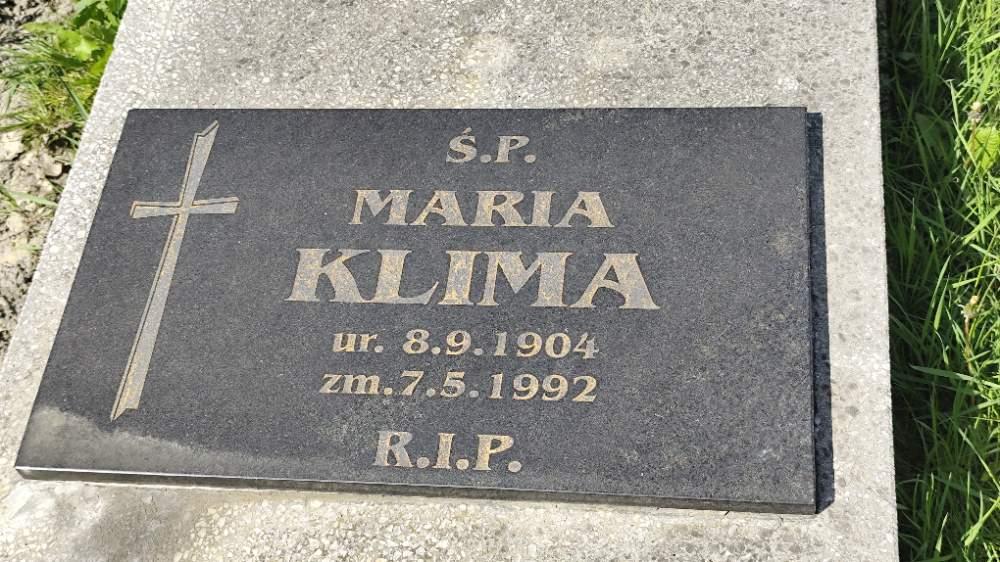 Ś.P.
MARIA
KLIMA
ur. 8.9.1904
zm.7.5.1992
R.I.P.